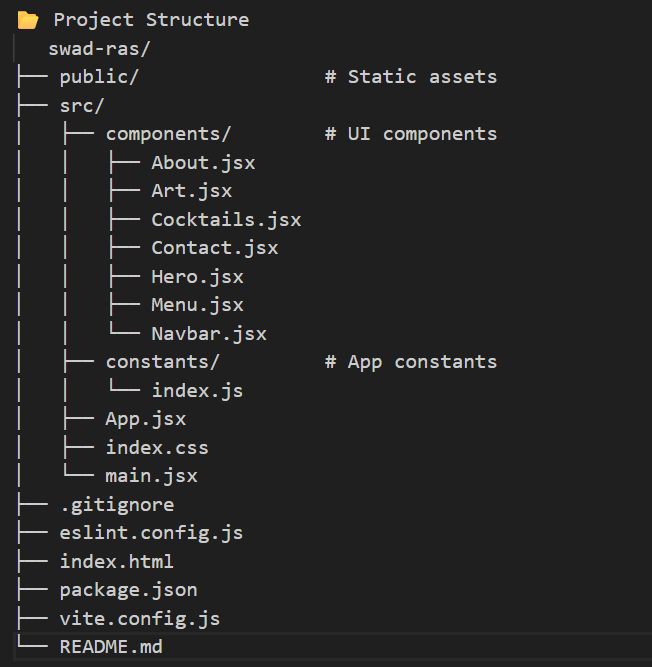 📂 Project Structure
│  swad-ras/
├── public/                # Static assets
├── src/
│   ├── components/        # UI components
│   │   ├── About.jsx
│   │   ├── Art.jsx
│   │   ├── Cocktails.jsx
│   │   ├── Contact.jsx
│   │   ├── Hero.jsx
│   │   ├── Menu.jsx
│   │   └── Navbar.jsx
│   ├── constants/         # App constants
│   │   └── index.js
│   ├── App.jsx
│   ├── index.css
│   └── main.jsx
├── .gitignore
├── eslint.config.js
├── index.html
├── package.json
├── vite.config.js
└── README.md